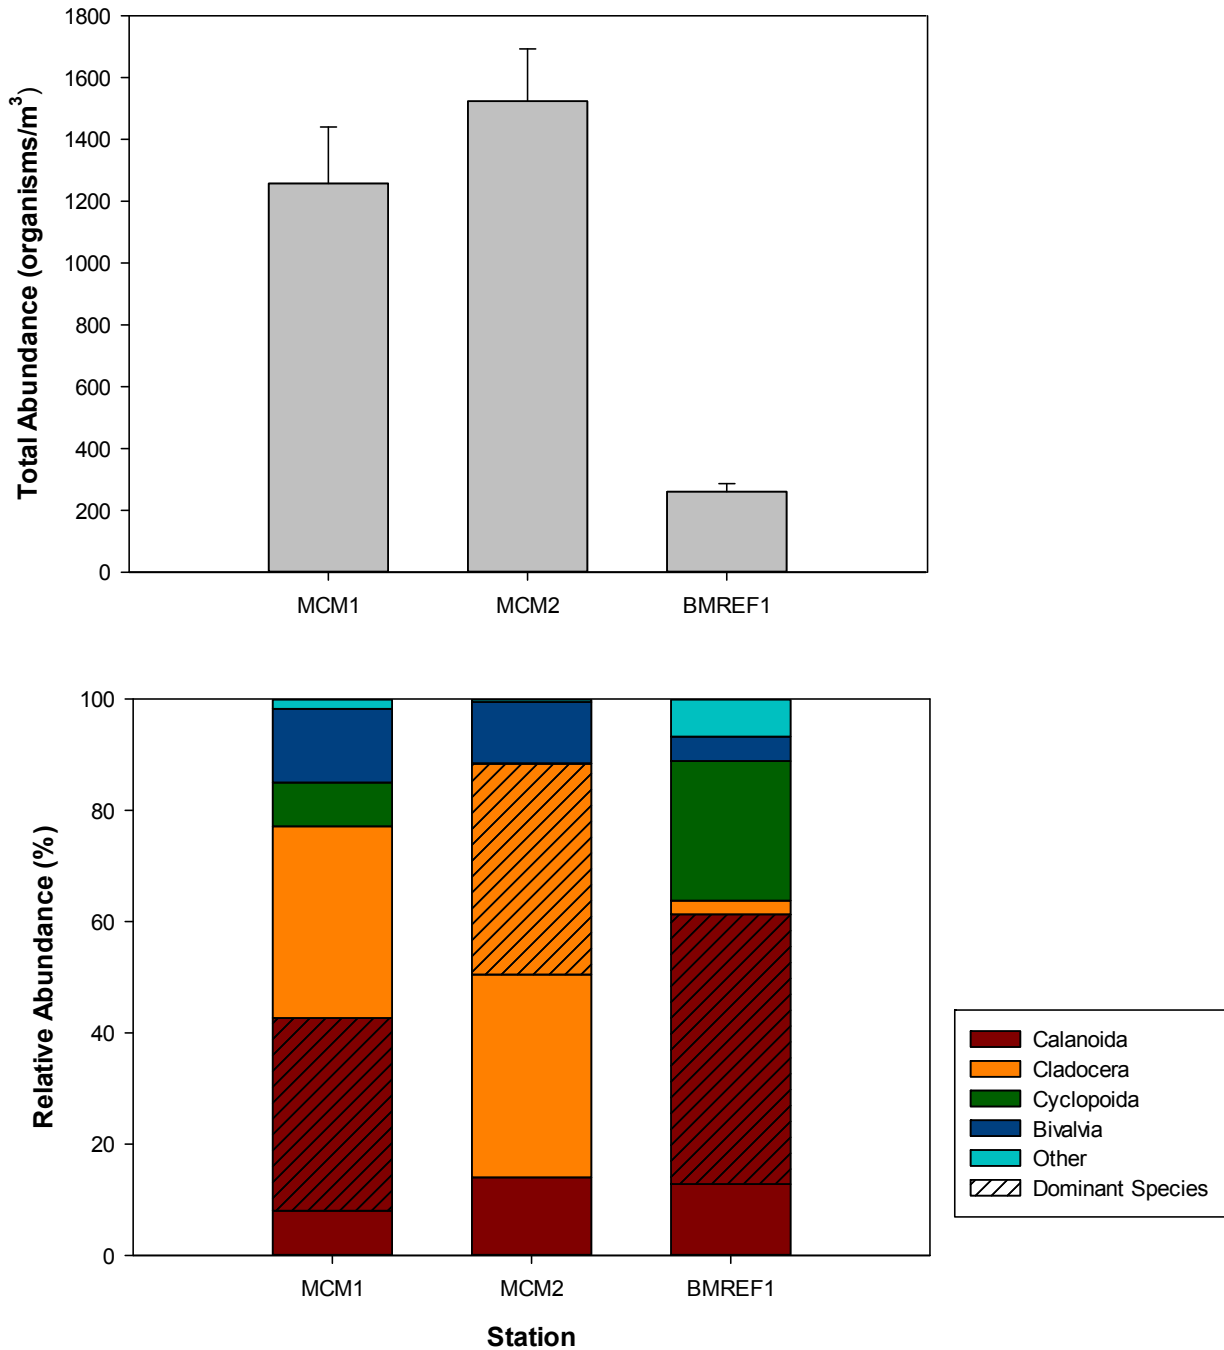 Total Abundance (organisms/m³)
1800
1600
1400
1200
1000
800
600
400
200
0
MCM1 MCM2 BMREF1
Relative Abundance (%)
100
80
60
40
20
0
MCM1 MCM2 BMREF1
Station
Calanoida
Cladocera
Cyclopoida
Bivalvia
Other
Dominant Species